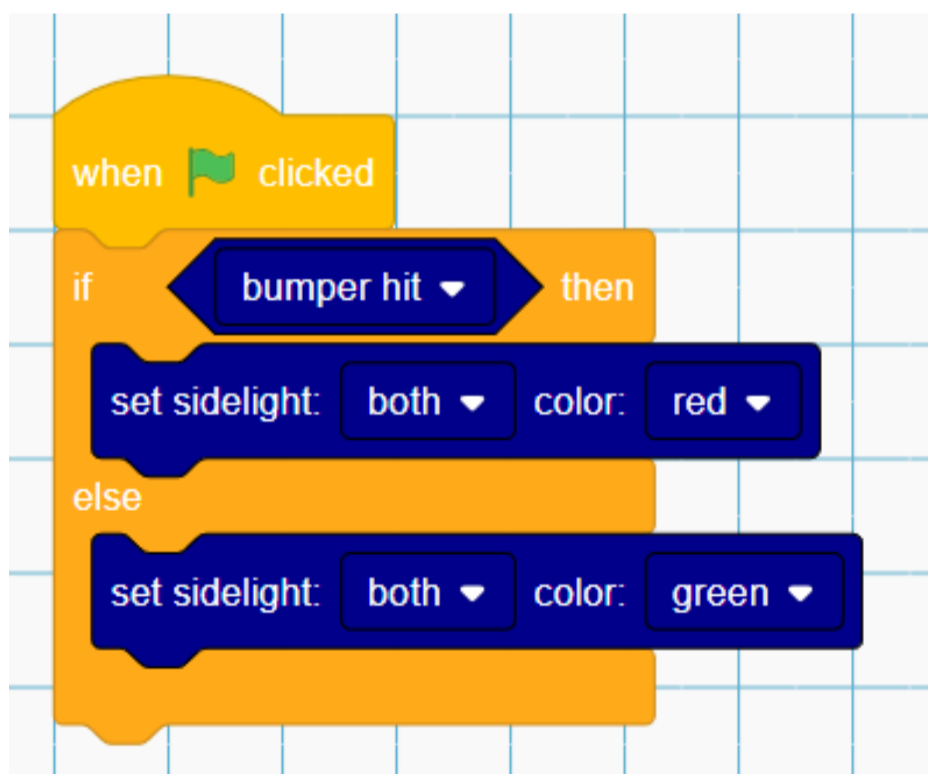 when clicked
if bumper hit then
set sidelight: both color: red
else
set sidelight: both color: green